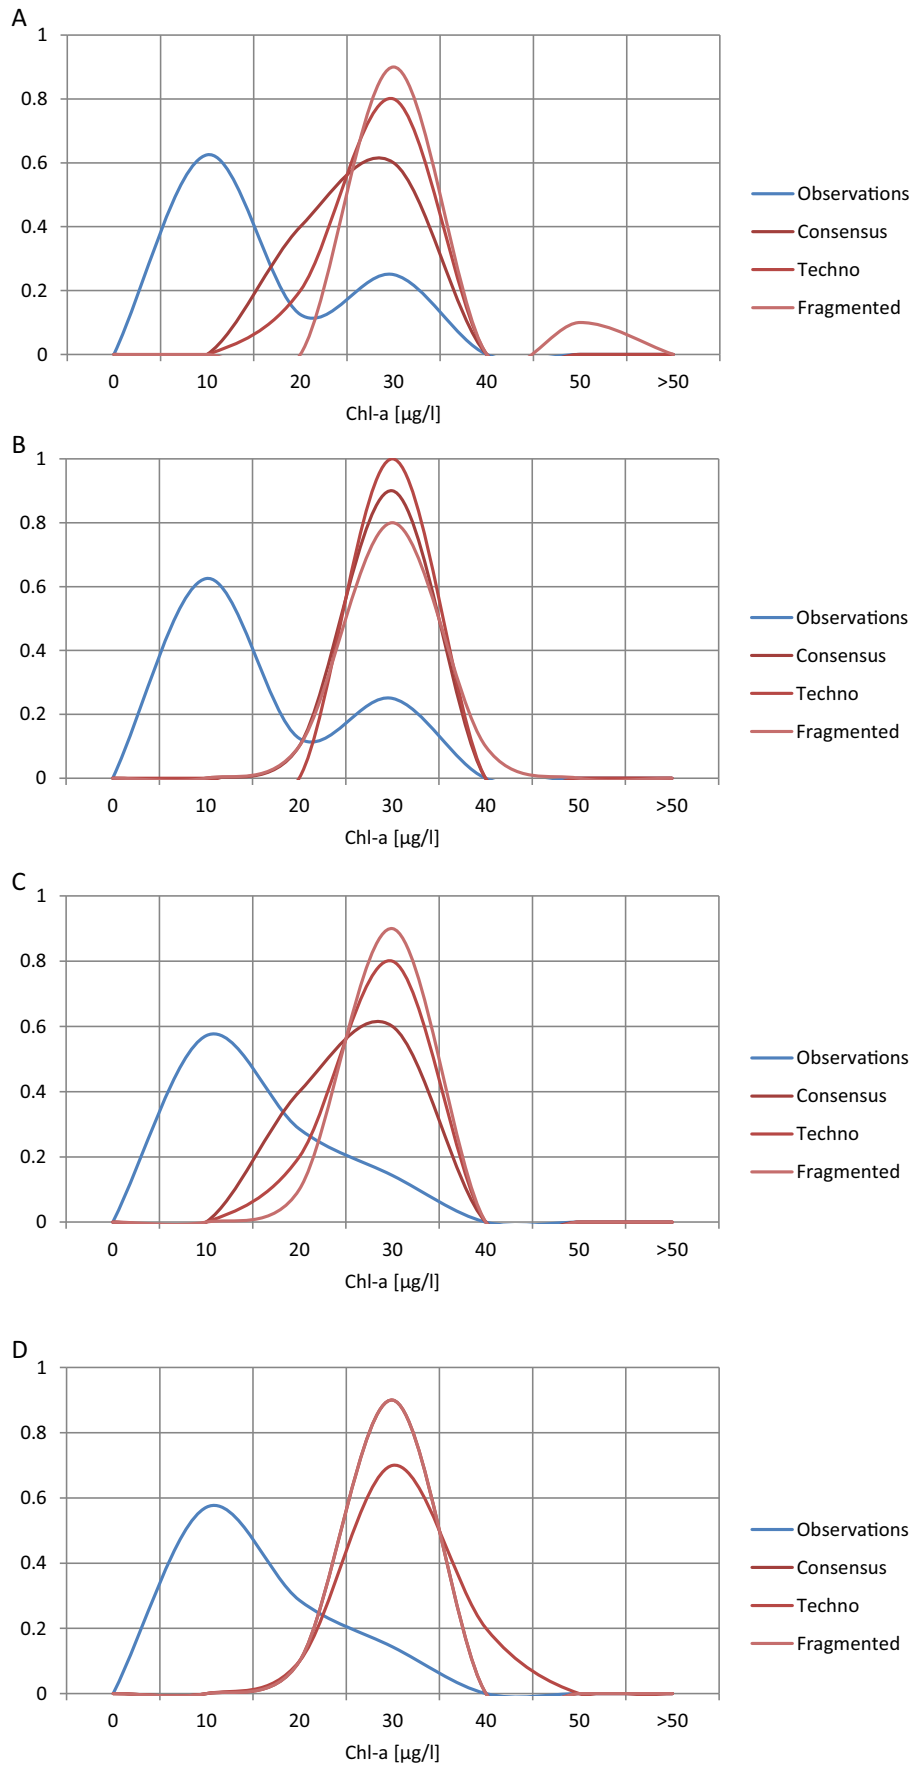 A
1
0.8
0.6
0.4
0.2
0
0 10 20 30 40 50 >50
Chl-a [µg/l]
Observations
Consensus
Techno
Fragmented
B
1
0.8
0.6
0.4
0.2
0
0 10 20 30 40 50 >50
Chl-a [µg/l]
Observations
Consensus
Techno
Fragmented
C
1
0.8
0.6
0.4
0.2
0
0 10 20 30 40 50 >50
Chl-a [µg/l]
Observations
Consensus
Techno
Fragmented
D
1
0.8
0.6
0.4
0.2
0
0 10 20 30 40 50 >50
Chl-a [µg/l]
Observations
Consensus
Techno
Fragmented